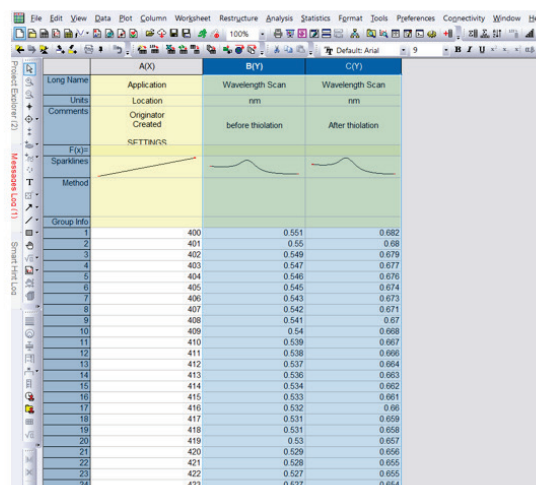 File Edit View Data Plot Column Worksheet Restructure Analysis Statistics Format Tools Preferences Connectivity Window
100%
Default: Arial 9 B I U
Project Explorer (2)
Messages Log (1)
Smart Hint Log
A(X) B(Y) C(Y)
Long Name Application Wavelength Scan Wavelength Scan
Units Location nm nm
Comments Originator
Created before thiolation After thiolation
SETTINGS
F(x)=
Sparklines
Method
Group Info
1 400 0.551 0.682
2 401 0.55 0.68
3 402 0.549 0.679
4 403 0.547 0.677
5 404 0.546 0.676
6 405 0.545 0.674
7 406 0.543 0.673
8 407 0.542 0.671
9 408 0.541 0.67
10 409 0.54 0.668
11 410 0.539 0.667
12 411 0.538 0.666
13 412 0.537 0.664
14 413 0.536 0.663
15 414 0.534 0.662
16 415 0.533 0.661
17 416 0.532 0.66
18 417 0.531 0.659
19 418 0.531 0.658
20 419 0.53 0.657
21 420 0.529 0.656
22 421 0.528 0.655
23 422 0.527 0.655
24 423 0.527 0.654